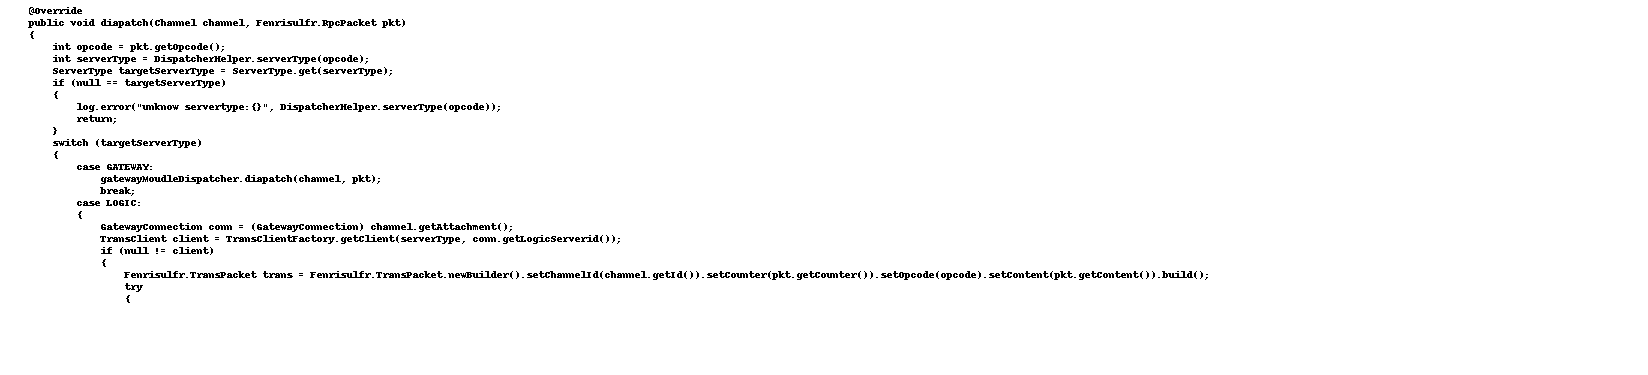 @Override
public void diapatch(Channel channel, Fenrisulfr.RpcPacket pkt)
{
int opcode = pkt.getOpcode();
int serverType = DispatcherHelper.serverType(opcode);
ServerType targetServerType = ServerType.get(serverType);
if (null == targetServerType)
{
log.error("unknow servertype:{}", DispatcherHelper.serverType(opcode));
return;
}
switch (targetServerType)
{
case GATEWAY:
gatewayMoudleDispatcher.diapatch(channel, pkt);
break;
case LOGIC:
{
GatewayConnection conn = (GatewayConnection) channel.getAttachment();
TransClient client = TransClientFactory.getClient(serverType, conn.getLogicServerid());
if (null != client)
{
Fenrisulfr.TransPacket trans = Fenrisulfr.TransPacket.newBuilder().setChannelId(channel.getId()).setCounter(pkt.getCounter()).setOpcode(opcode).setContent(pkt.getContent()).build();
try
{